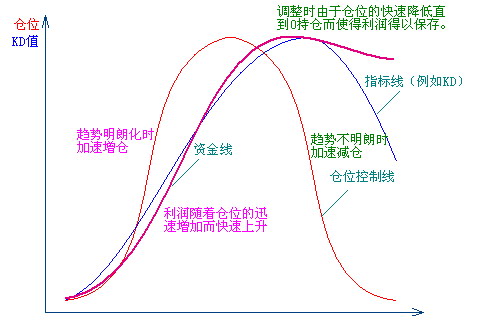 仓位
KD值
调整时由于仓位的快速降低直
到0持仓而使得利润得以保存。
指标线（例如KD）
趋势明朗化时
加速增仓
资金线
趋势不明朗时
加速减仓
仓位控制线
利润随着仓位的迅
速增加而快速上升